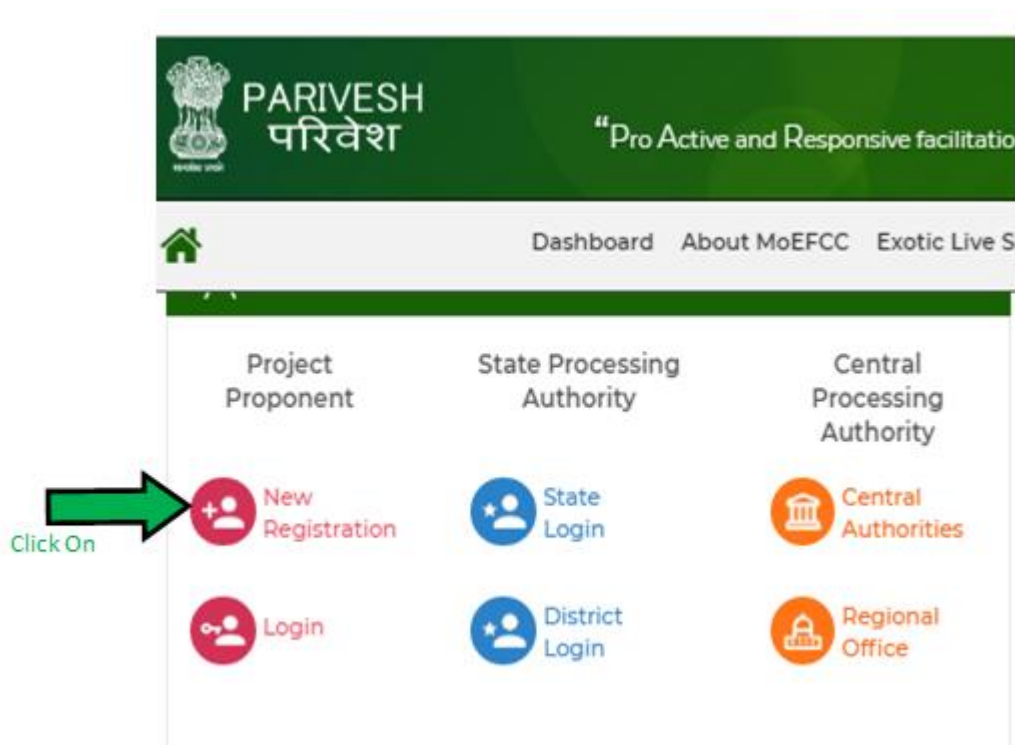 PARIVESH
परिवेश
“Pro Active and Responsive facilitatio
Dashboard About MoEFCC Exotic Live S
Project
Proponent
State Processing
Authority
Central
Processing
Authority
Click On
New
Registration
State
Login
Central
Authorities
Login
District
Login
Regional
Office